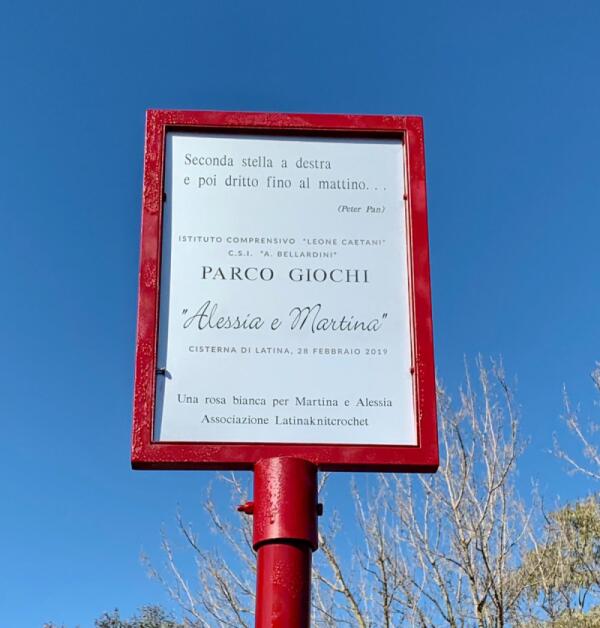 Seconda stella a destra
e poi dritto fino al mattino. . .
(Peter Pan)
ISTITUTO COMPRENSIVO "LEONE CAETANI"
C.S.I. "A. BELLARDINI"
PARCO GIOCHI
"Alessia e Martina"
CISTERNA DI LATINA, 28 FEBBRAIO 2019
Una rosa bianca per Martina e Alessia
Associazione Latinaknitcrochet